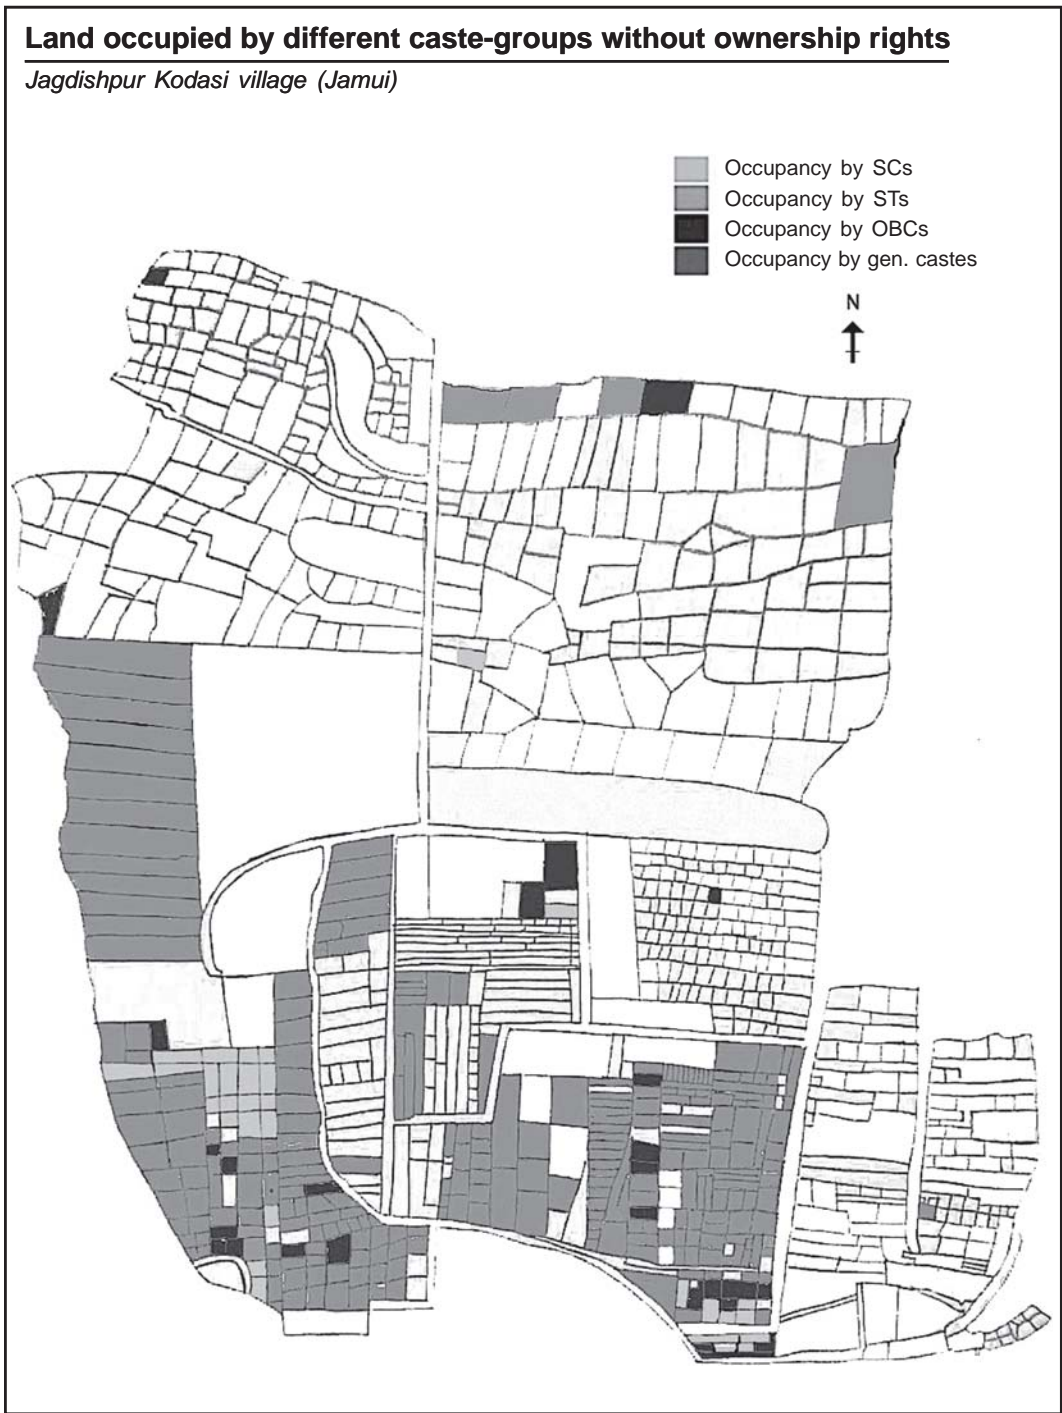 Land occupied by different caste-groups without ownership rights
Jagdishpur Kodasi village (Jamui)
Occupancy by SCs
Occupancy by STs
Occupancy by OBCs
Occupancy by gen. castes
N